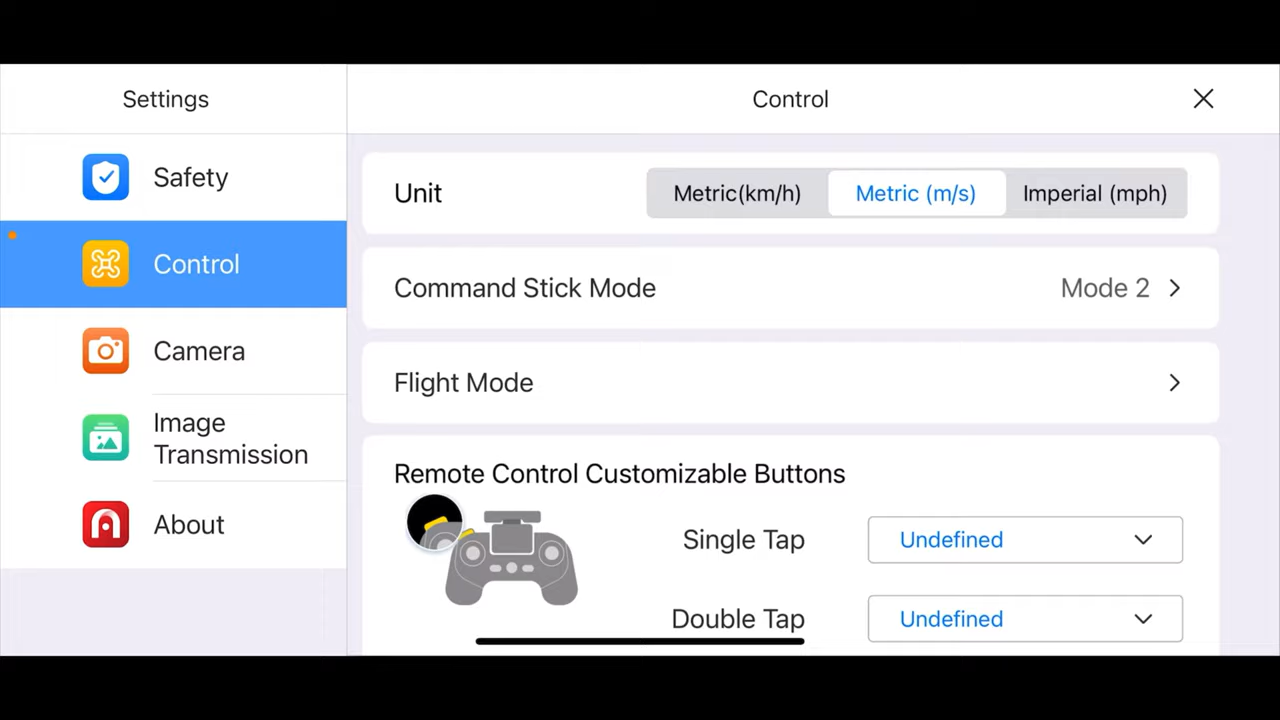 Settings
Control
Safety
Control
Camera
Image
Transmission
About
Unit
Metric(km/h)
Metric (m/s)
Imperial (mph)
Command Stick Mode
Mode 2
Flight Mode
Remote Control Customizable Buttons
Single Tap
Undefined
Double Tap
Undefined